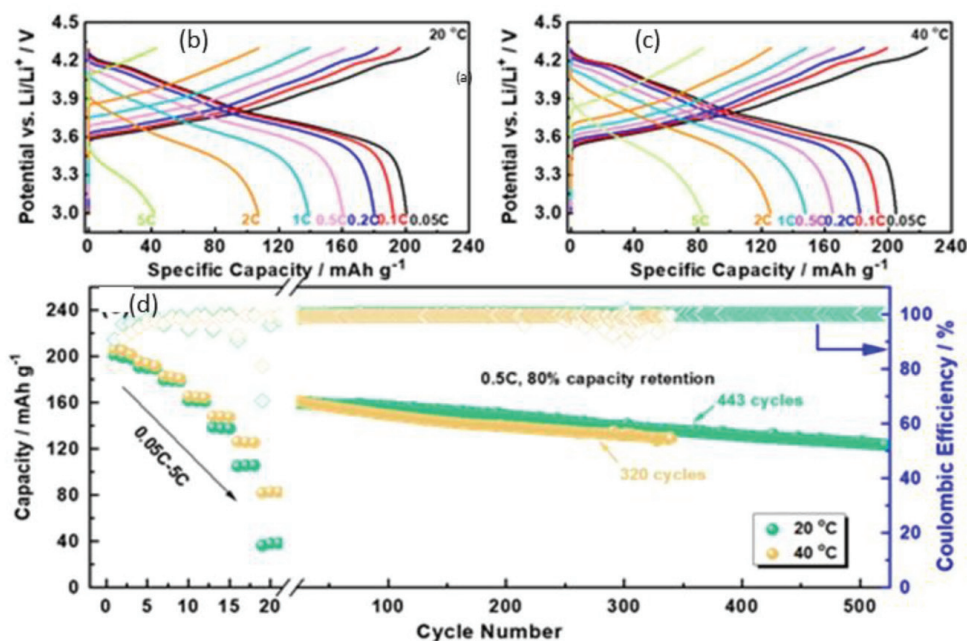 4.5
4.2
3.9
3.6
3.3
3.0
Potential vs. Li/Li⁺ / V
(b)
20 °C
(a)
5C
2C
1C
0.5C
0.2C
0.1C
0.05C
0
40
80
120
160
200
240
Specific Capacity / mAh g⁻¹
4.5
4.2
3.9
3.6
3.3
3.0
Potential vs. Li/Li⁺ / V
(c)
40 °C
5C
2C
1C
0.5C
0.2C
0.1C
0.05C
0
40
80
120
160
200
240
Specific Capacity / mAh g⁻¹
(d)
240
200
160
120
80
40
0
Capacity / mAh g⁻¹
0.05C-5C
0.5C, 80% capacity retention
443 cycles
320 cycles
20 °C
40 °C
100
80
60
40
20
0
Coulombic Efficiency / %
0
5
10
15
20
100
200
300
400
500
Cycle Number